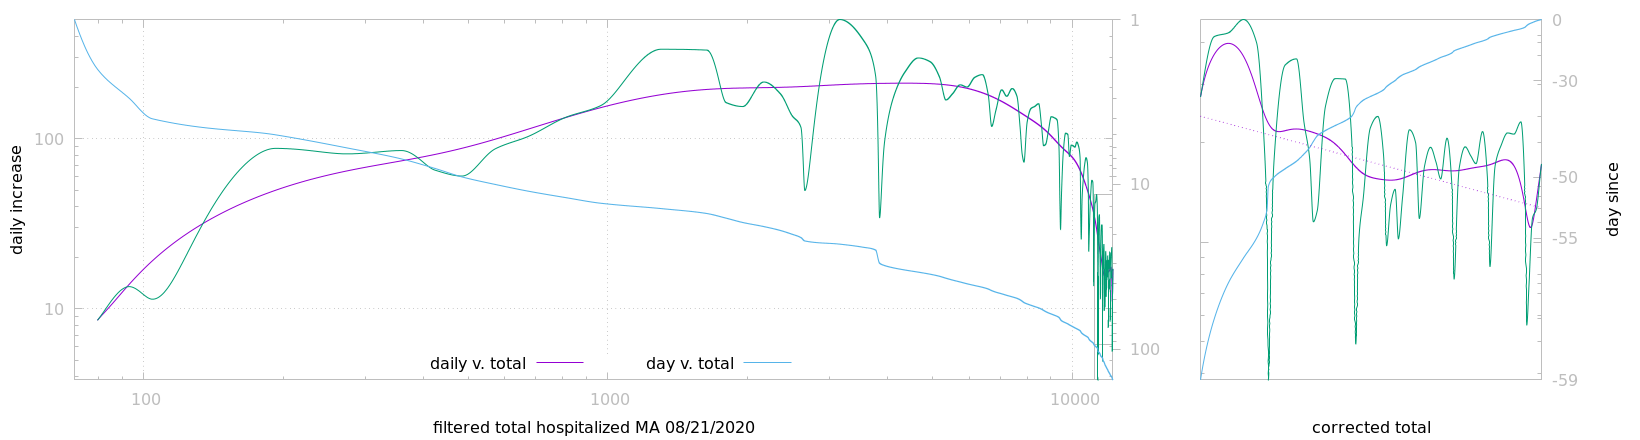 daily increase
100
10
100
1000
10000
1
10
100
daily v. total
day v. total
filtered total hospitalized MA 08/21/2020
0
-30
-50
-55
-59
day since
corrected total